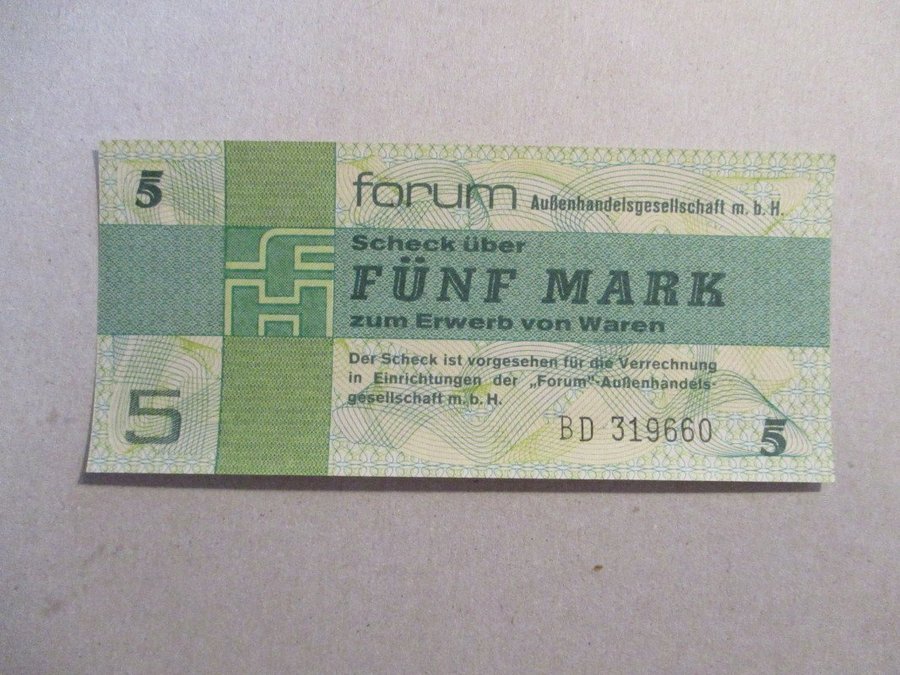 5
forum Außenhandelsgesellschaft m. b. H.
Scheck über
FÜNF MARK
zum Erwerb von Waren
Der Scheck ist vorgesehen für die Verrechnung
in Einrichtungen der „Forum"-Außenhandels-
gesellschaft m. b. H.
5
BD 319660
5